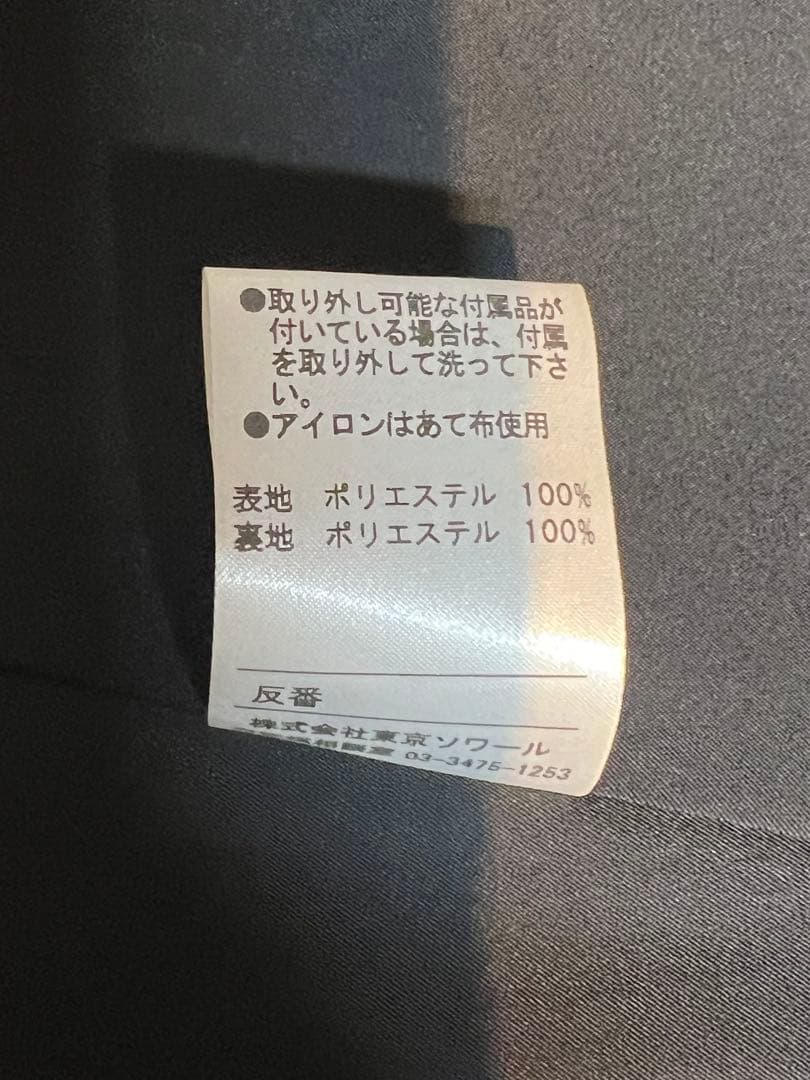 ●取り外し可能な付属品が
付いている場合は、付属
を取り外して洗って下さ
い。
●アイロンはあて布使用
表地 ポリエステル 100%
裏地 ポリエステル 100%
反番
株式会社東京ソワール
相談室 03-3475-1253